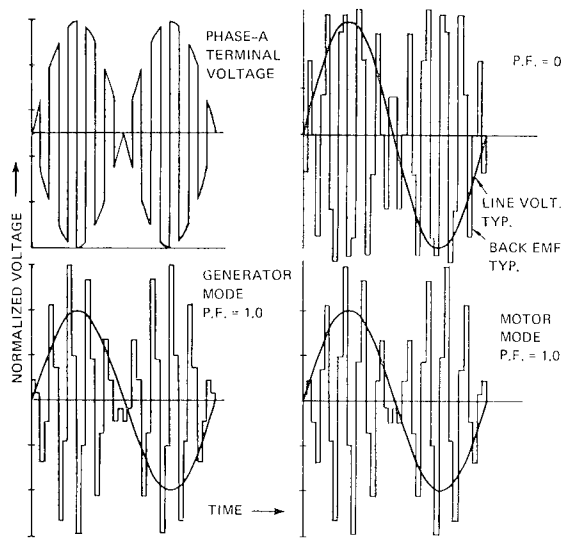 PHASE-A
TERMINAL
VOLTAGE
P.F. = 0
LINE VOLT.
TYP.
BACK EMF
TYP.
NORMALIZED VOLTAGE
GENERATOR
MODE
P.F. = 1.0
MOTOR
MODE
P.F. = 1.0
TIME